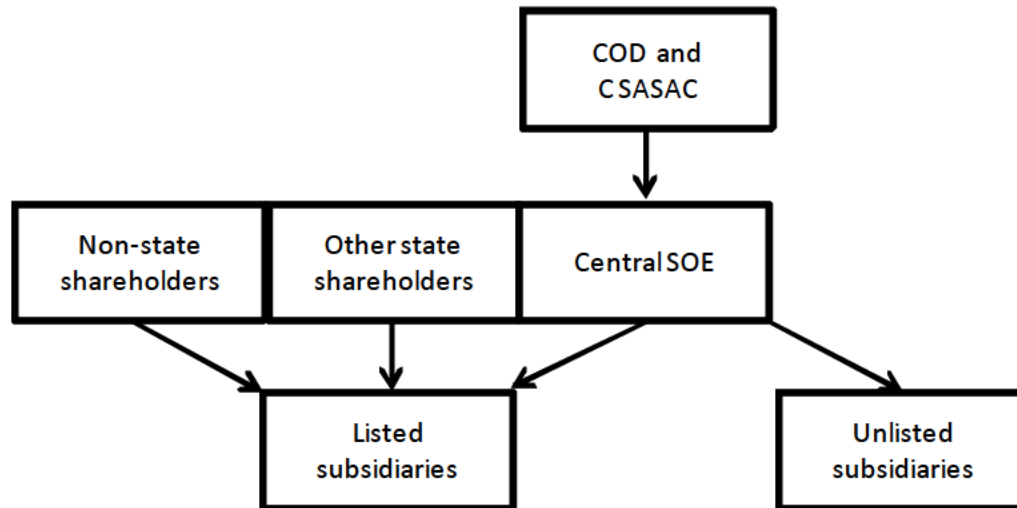 COD and
CSASAC
Non-state
shareholders
Other state
shareholders
Central SOE
Listed
subsidiaries
Unlisted
subsidiaries